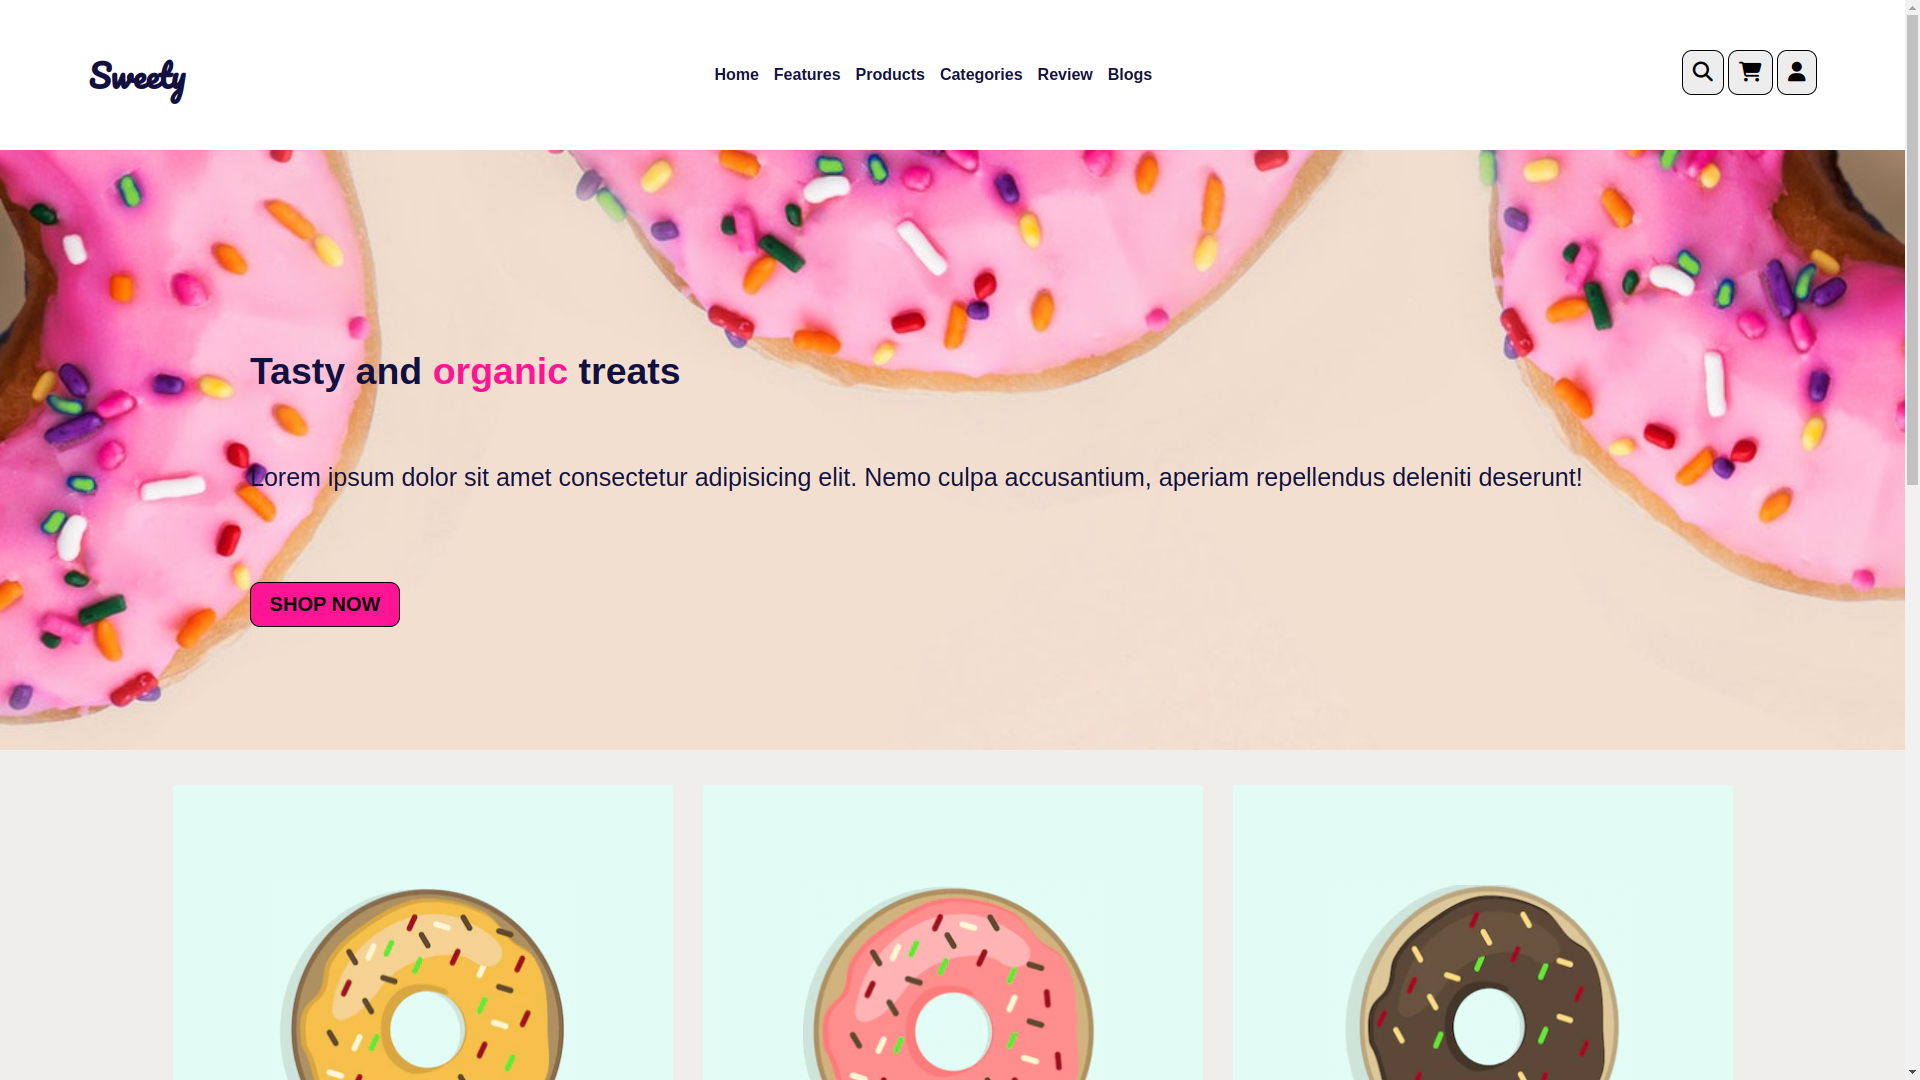 Sweety
Home Features Products Categories Review Blogs
Tasty and organic treats
Lorem ipsum dolor sit amet consectetur adipisicing elit. Nemo culpa accusantium, aperiam repellendus deleniti deserunt!
SHOP NOW